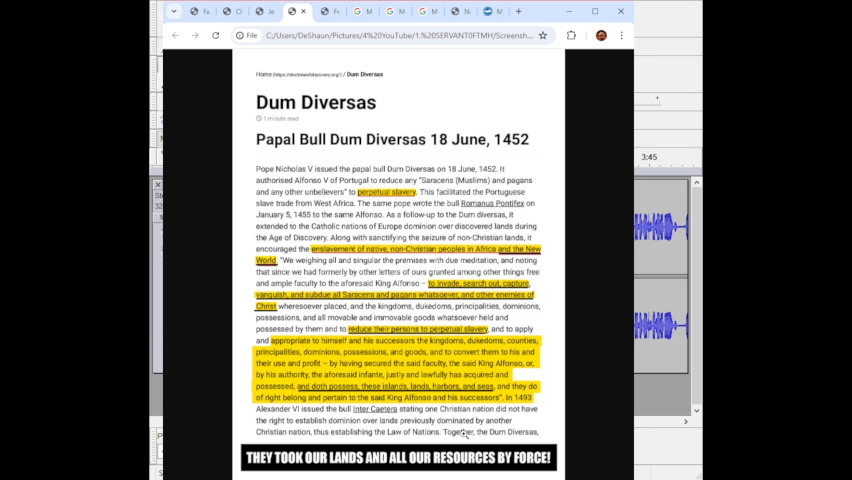 Fa
Cl
Je
Fr
M
M
M
N
M
File
C:/Users/DeShaun/Pictures/4%20YouTube/1.%20SERVANT0FTMH/Screensh...
Home (https://doctrineofdiscovery.org/) / Dum Diversas
Dum Diversas
1 minute read
Papal Bull Dum Diversas 18 June, 1452
Pope Nicholas V issued the papal bull Dum Diversas on 18 June, 1452. It
authorised Alfonso V of Portugal to reduce any “Saracens (Muslims) and pagans
and any other unbelievers” to perpetual slavery. This facilitated the Portuguese
slave trade from West Africa. The same pope wrote the bull Romanus Pontifex on
January 5, 1455 to the same Alfonso. As a follow-up to the Dum diversas, it
extended to the Catholic nations of Europe dominion over discovered lands during
the Age of Discovery. Along with sanctifying the seizure of non-Christian lands, it
encouraged the enslavement of native, non-Christian peoples in Africa and the New
World. “We weighing all and singular the premises with due meditation, and noting
that since we had formerly by other letters of ours granted among other things free
and ample faculty to the aforesaid King Alfonso – to invade, search out, capture,
vanquish, and subdue all Saracens and pagans whatsoever, and other enemies of
Christ wheresoever placed, and the kingdoms, dukedoms, principalities, dominions,
possessions, and all movable and immovable goods whatsoever held and
possessed by them and to reduce their persons to perpetual slavery, and to apply
and appropriate to himself and his successors the kingdoms, dukedoms, counties,
principalities, dominions, possessions, and goods, and to convert them to his and
their use and profit – by having secured the said faculty, the said King Alfonso, or,
by his authority, the aforesaid infante, justly and lawfully has acquired and
possessed, and doth possess, these islands, lands, harbors, and seas, and they do
of right belong and pertain to the said King Alfonso and his successors”. In 1493
Alexander VI issued the bull Inter Caetera stating one Christian nation did not have
the right to establish dominion over lands previously dominated by another
Christian nation, thus establishing the Law of Nations. Together, the Dum Diversas,
THEY TOOK OUR LANDS AND ALL OUR RESOURCES BY FORCE!
3:45